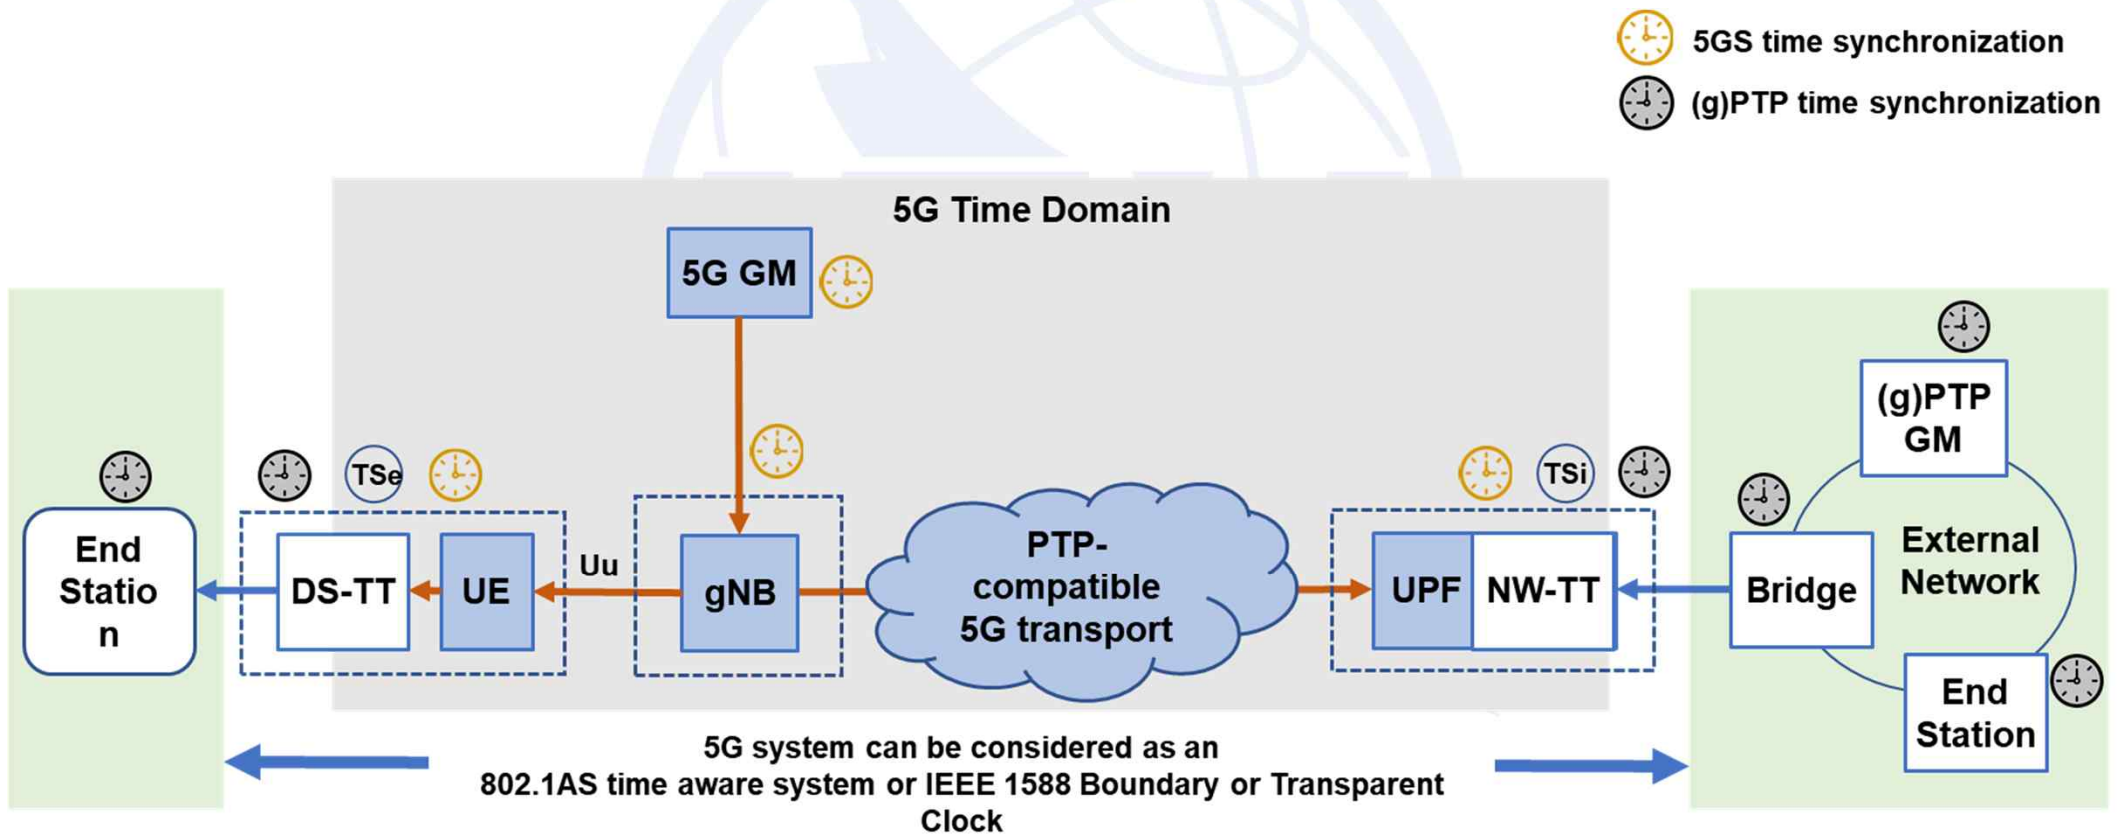 5GS time synchronization
(g)PTP time synchronization
5G Time Domain
5G GM
(g)PTP
GM
TSe
TSi
End
Statio
n
DS-TT
UE
Uu
gNB
PTP-
compatible
5G transport
UPF
NW-TT
Bridge
External
Network
End
Station
5G system can be considered as an
802.1AS time aware system or IEEE 1588 Boundary or Transparent
Clock